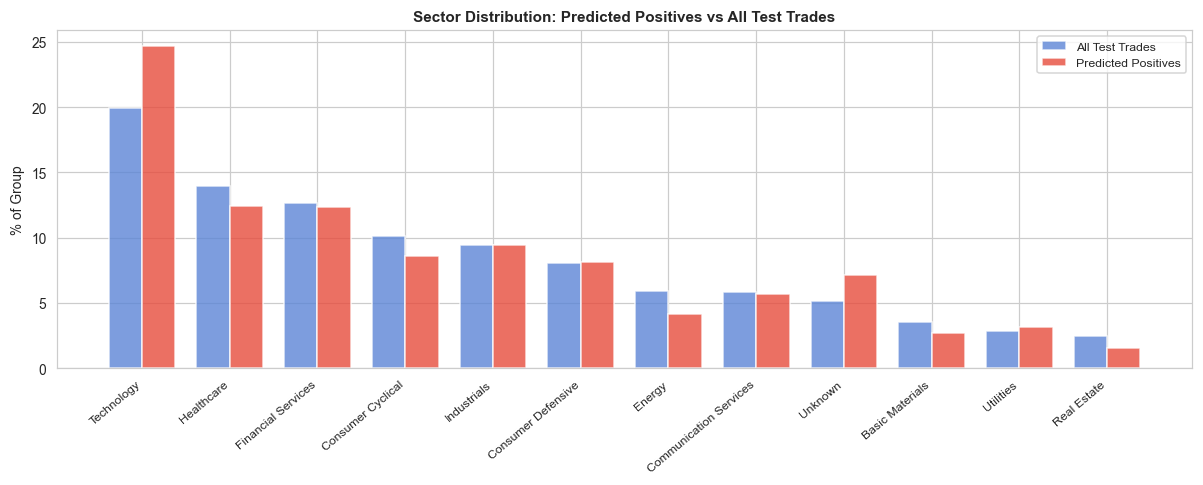 Sector Distribution: Predicted Positives vs All Test Trades
All Test Trades
Predicted Positives
% of Group
25
20
15
10
5
0
Technology
Healthcare
Financial Services
Consumer Cyclical
Industrials
Consumer Defensive
Energy
Communication Services
Unknown
Basic Materials
Utilities
Real Estate